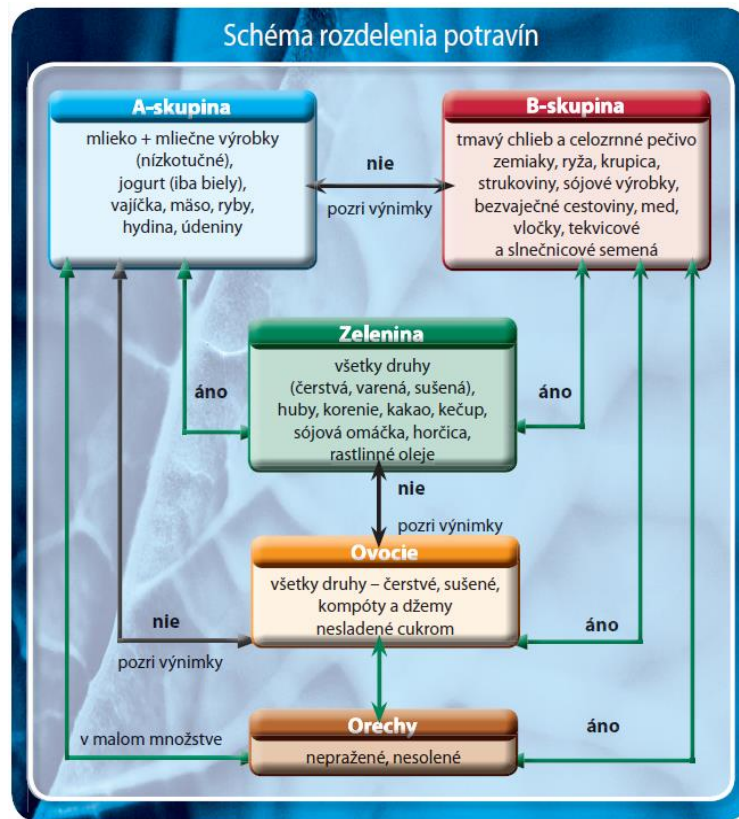 Schéma rozdelenia potravín
A-skupina
mlieko + mliečne výrobky
(nízkotučné),
jogurt (iba biely),
vajíčka, mäso, ryby,
hydina, údeniny
nie
pozri výnimky
B-skupina
tmavý chlieb a celozrnné pečivo
zemiaky, ryža, krupica,
strukoviny, sójové výrobky,
bezvaječné cestoviny, med,
vločky, tekvicové
a slnečnicové semená
Zelenina
všetky druhy
(čerstvá, varená, sušená),
huby, korenie, kakao, kečup,
sójová omáčka, horčica,
rastlinné oleje
áno
áno
nie
pozri výnimky
Ovocie
všetky druhy – čerstvé, sušené,
kompóty a džemy
nesladené cukrom
nie
pozri výnimky
áno
Orechy
nepražené, nesolené
v malom množstve
áno